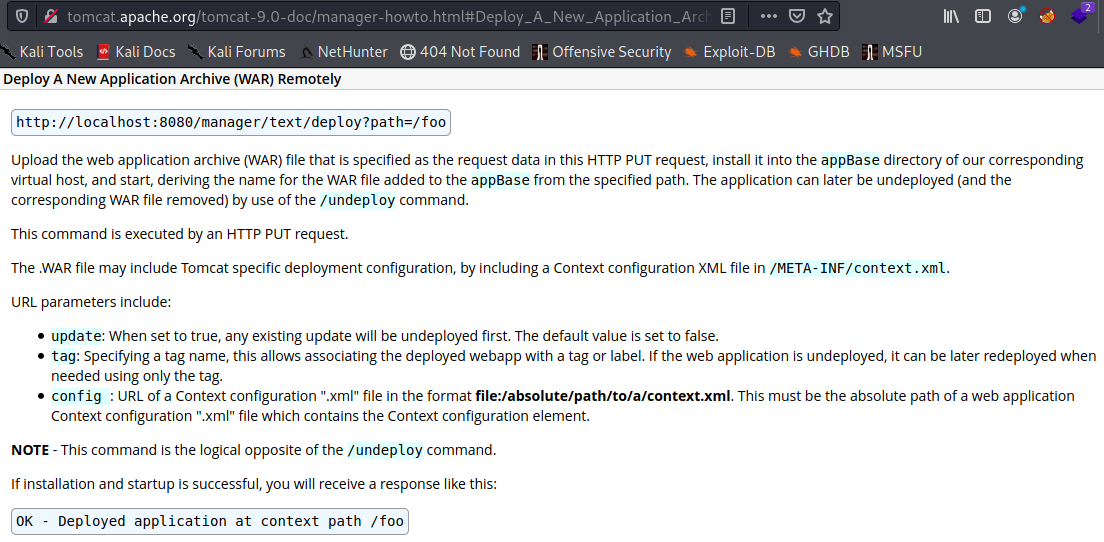 tomcat.apache.org/tomcat-9.0-doc/manager-howto.html#Deploy_A_New_Application_Arch
2
Kali Tools Kali Docs Kali Forums NetHunter 404 Not Found Offensive Security Exploit-DB GHDB MSFU
Deploy A New Application Archive (WAR) Remotely
http://localhost:8080/manager/text/deploy?path=/foo
Upload the web application archive (WAR) file that is specified as the request data in this HTTP PUT request, install it into the appBase directory of our corresponding
virtual host, and start, deriving the name for the WAR file added to the appBase from the specified path. The application can later be undeployed (and the
corresponding WAR file removed) by use of the /undeploy command.
This command is executed by an HTTP PUT request.
The .WAR file may include Tomcat specific deployment configuration, by including a Context configuration XML file in /META-INF/context.xml.
URL parameters include:
• update: When set to true, any existing update will be undeployed first. The default value is set to false.
• tag: Specifying a tag name, this allows associating the deployed webapp with a tag or label. If the web application is undeployed, it can be later redeployed when
needed using only the tag.
• config : URL of a Context configuration ".xml" file in the format file:/absolute/path/to/a/context.xml. This must be the absolute path of a web application
Context configuration ".xml" file which contains the Context configuration element.
NOTE - This command is the logical opposite of the /undeploy command.
If installation and startup is successful, you will receive a response like this:
OK - Deployed application at context path /foo